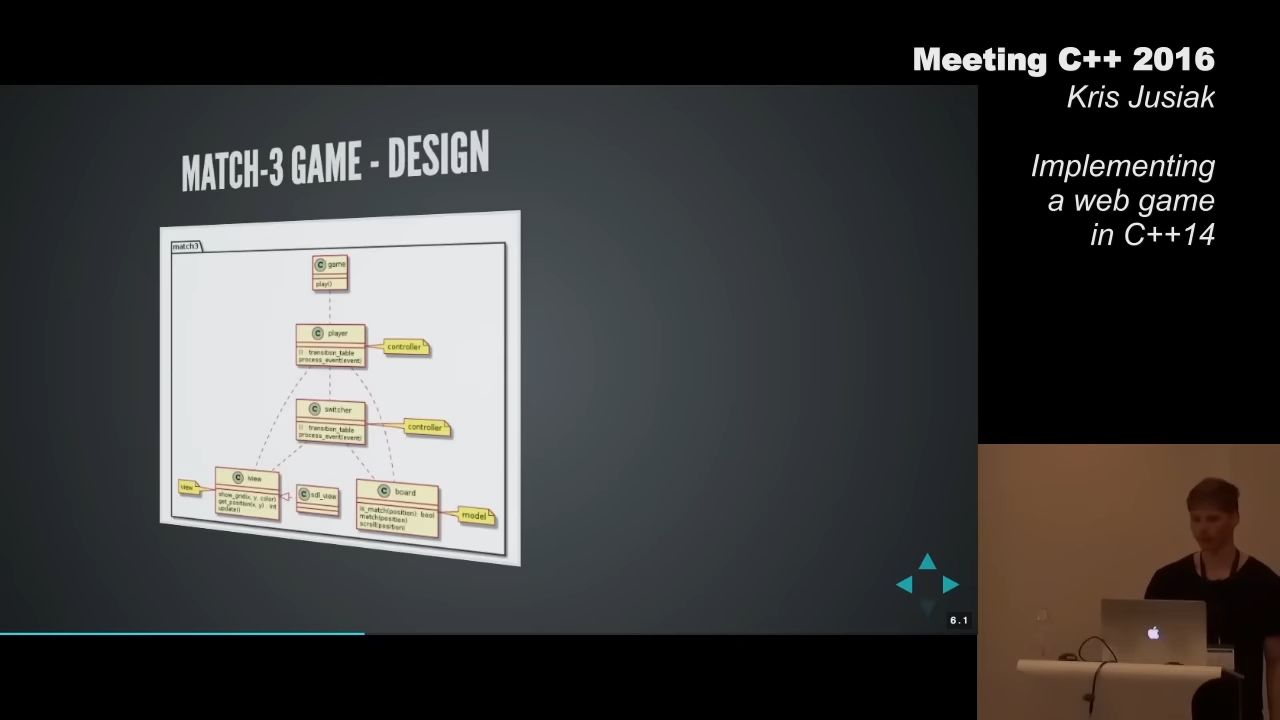 Meeting C++ 2016
Kris Jusiak
Implementing
a web game
in C++14
MATCH-3 GAME - DESIGN
match3
C game
play()
C player
transition_table
process_event(event)
controller
C switcher
transition_table
process_event(event)
controller
C view
show_grid(x, y, color)
get_position(x, y) : int
update()
view
C sdl_view
C board
is_match(position): bool
match(position)
scroll(position)
model
6.1